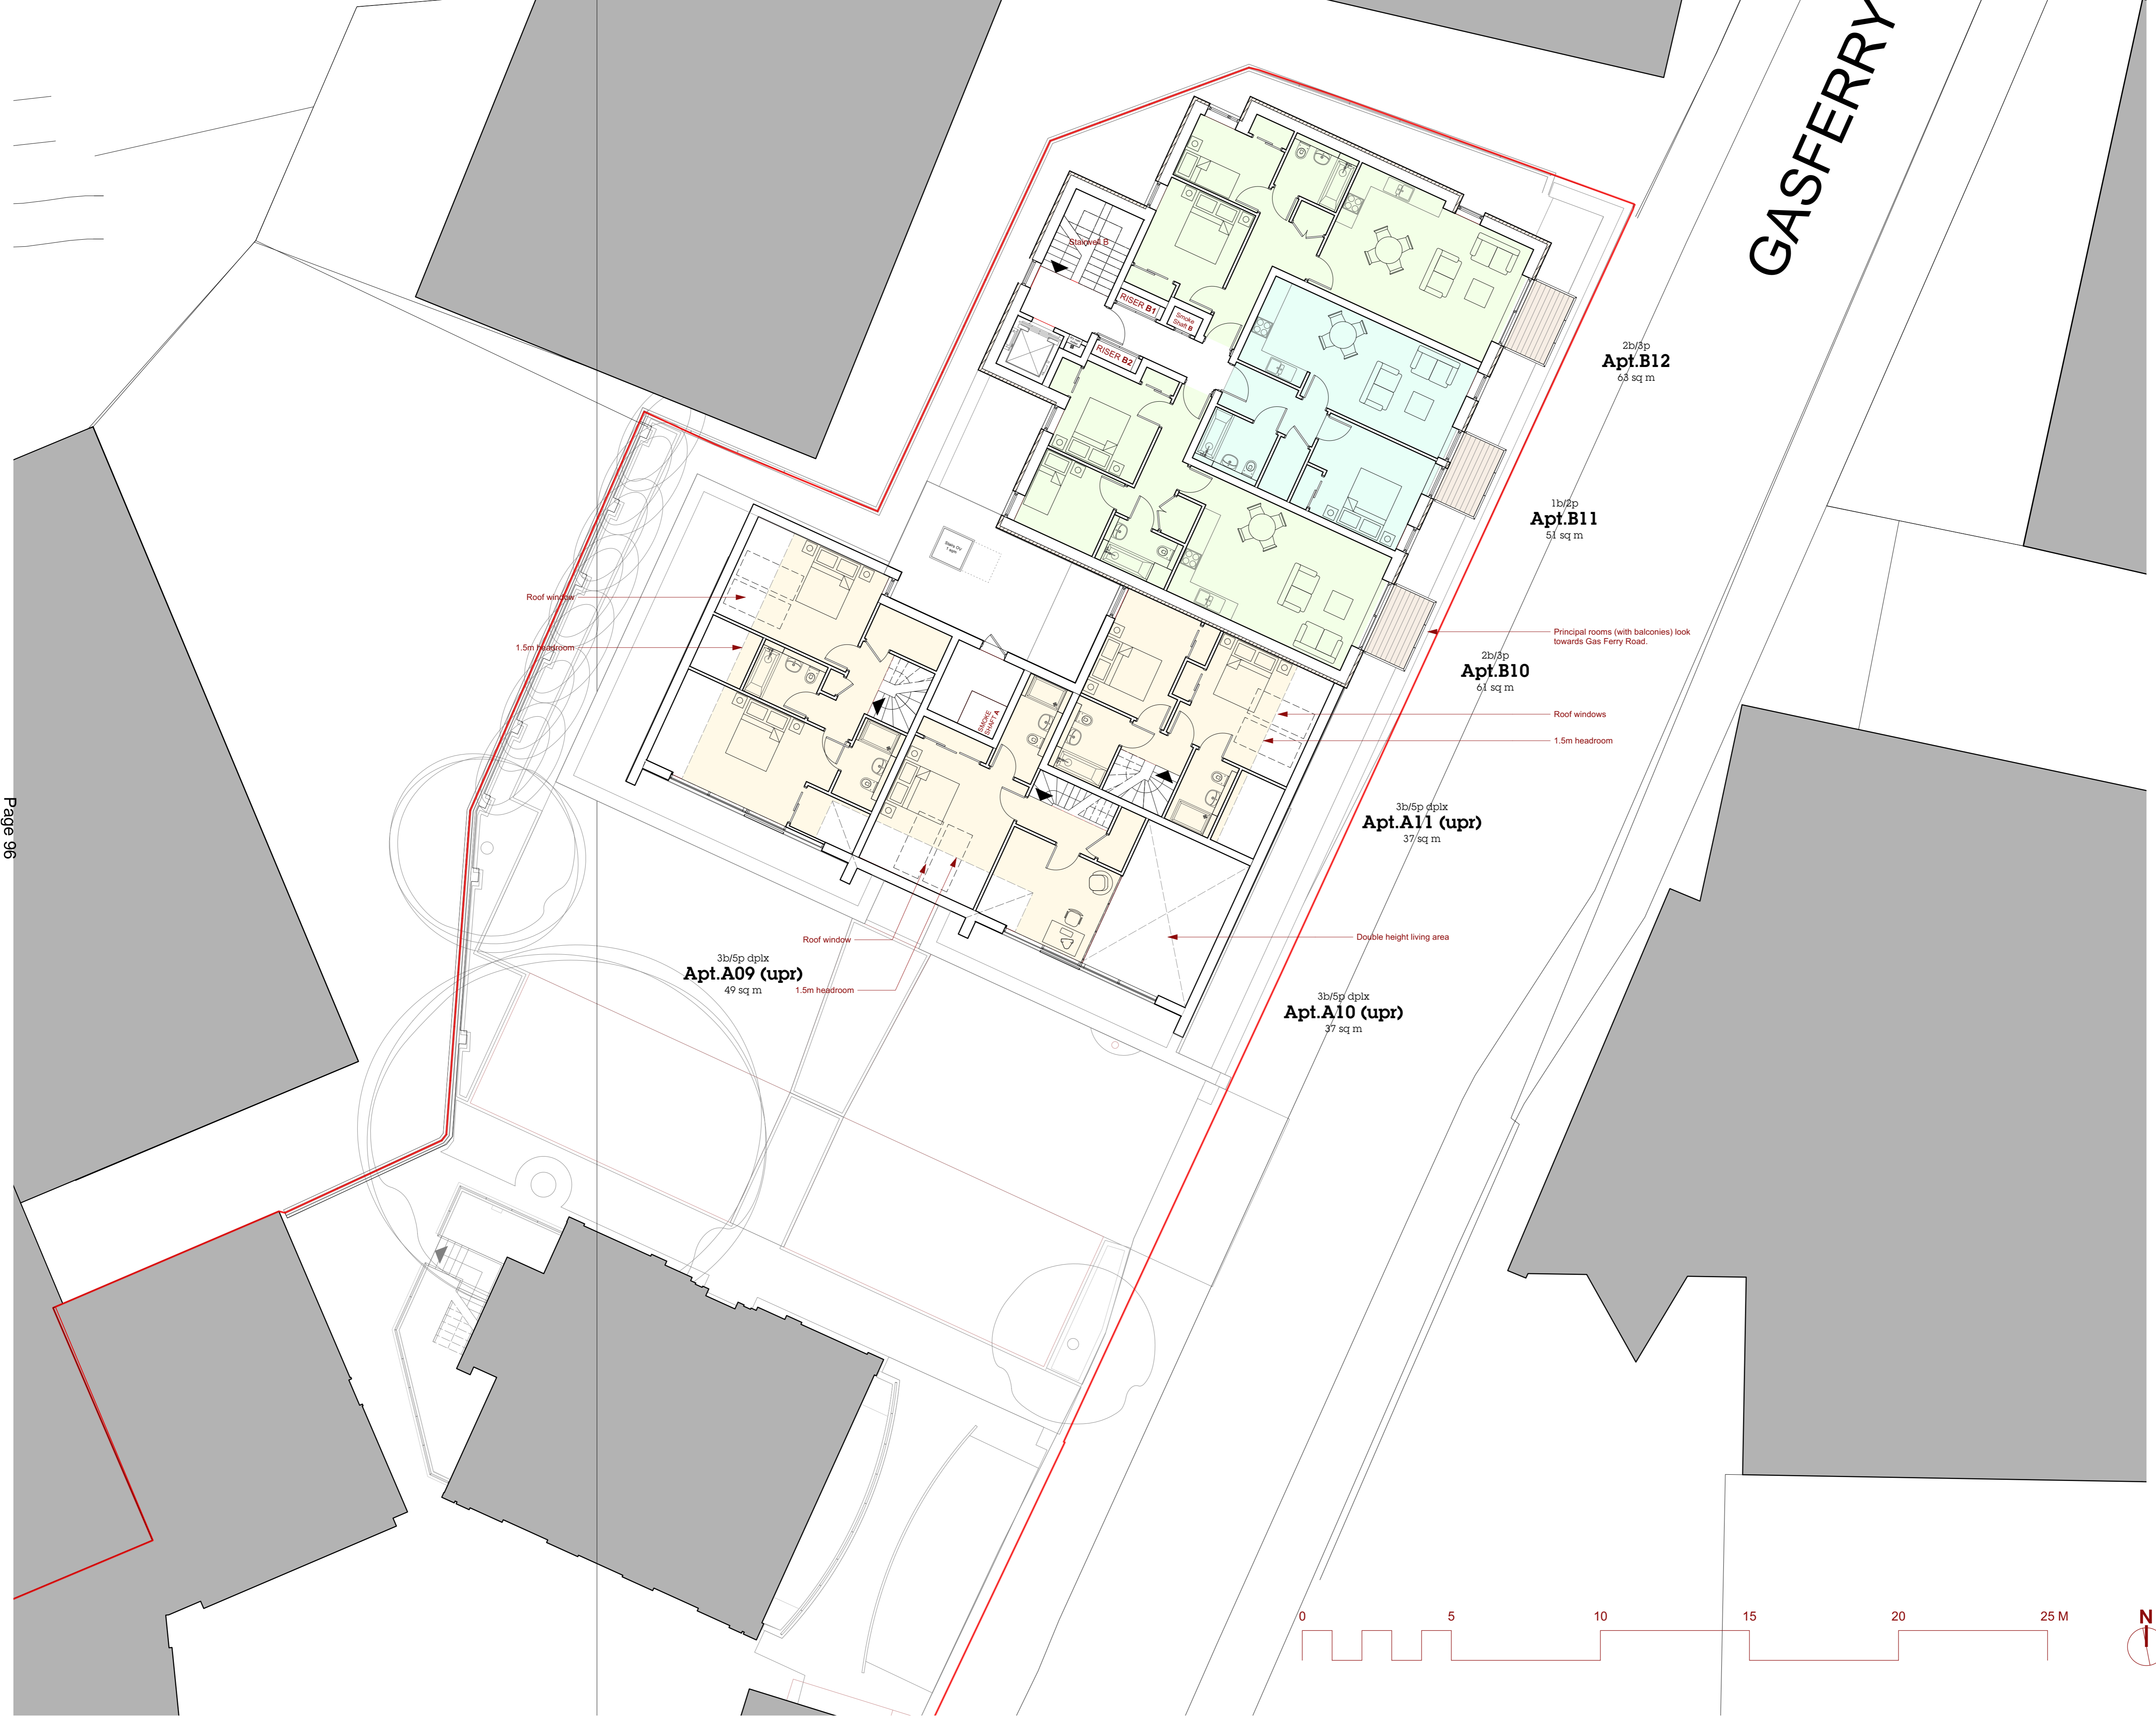 GASFERRY
Stairwell B
RISER B1
Smoke
Shaft B
RISER B2
2b/3p
Apt.B12
63 sq m
1b/2p
Apt.B11
51 sq m
Stairs OV
1 sqm
Roof window
1.5m headroom
Principal rooms (with balconies) look
towards Gas Ferry Road.
2b/3p
Apt.B10
61 sq m
SMOKE
SHAFT A
Roof windows
1.5m headroom
Page 96
3b/5p dplx
Apt.A11 (upr)
37 sq m
Roof window
Double height living area
3b/5p dplx
Apt.A09 (upr)
49 sq m
1.5m headroom
3b/5p dplx
Apt.A10 (upr)
37 sq m
0 5 10 15 20 25 M
N